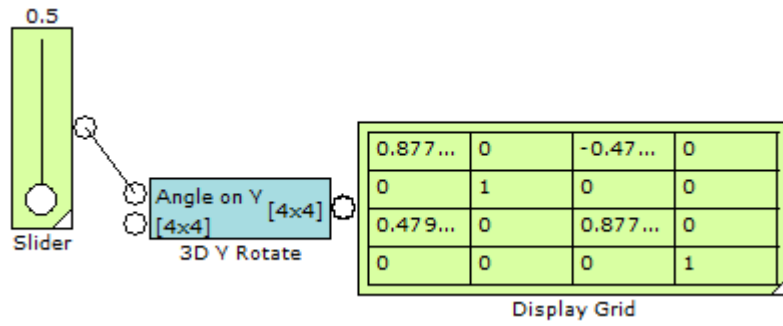 0.5
Slider
Angle on Y
[4x4]
[4x4]
3D Y Rotate
0.877... 0 -0.47... 0
0 1 0 0
0.479... 0 0.877... 0
0 0 0 1
Display Grid